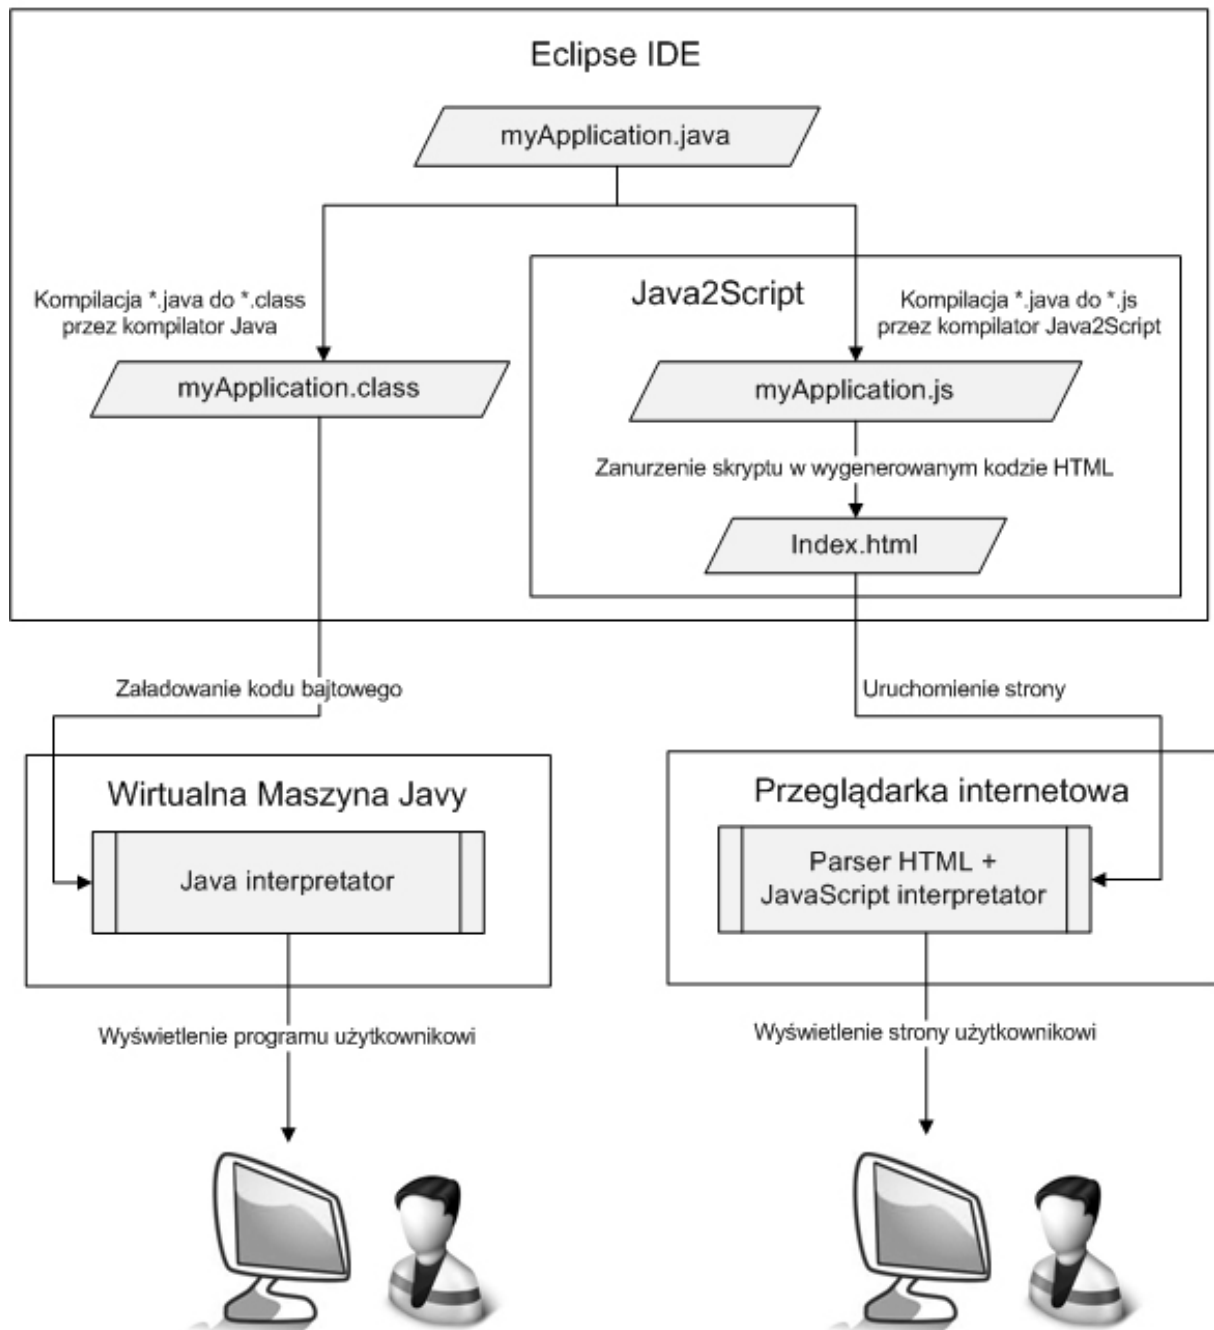 Eclipse IDE
myApplication.java
Kompilacja *.java do *.class
przez kompilator Java
myApplication.class
Java2Script
Kompilacja *.java do *.js
przez kompilator Java2Script
myApplication.js
Zanurzenie skryptu w wygenerowanym kodzie HTML
Index.html
Załadowanie kodu bajtowego
Uruchomienie strony
Wirtualna Maszyna Javy
Java interpretator
Przeglądarka internetowa
Parser HTML +
JavaScript interpretator
Wyświetlenie programu użytkownikowi
Wyświetlenie strony użytkownikowi